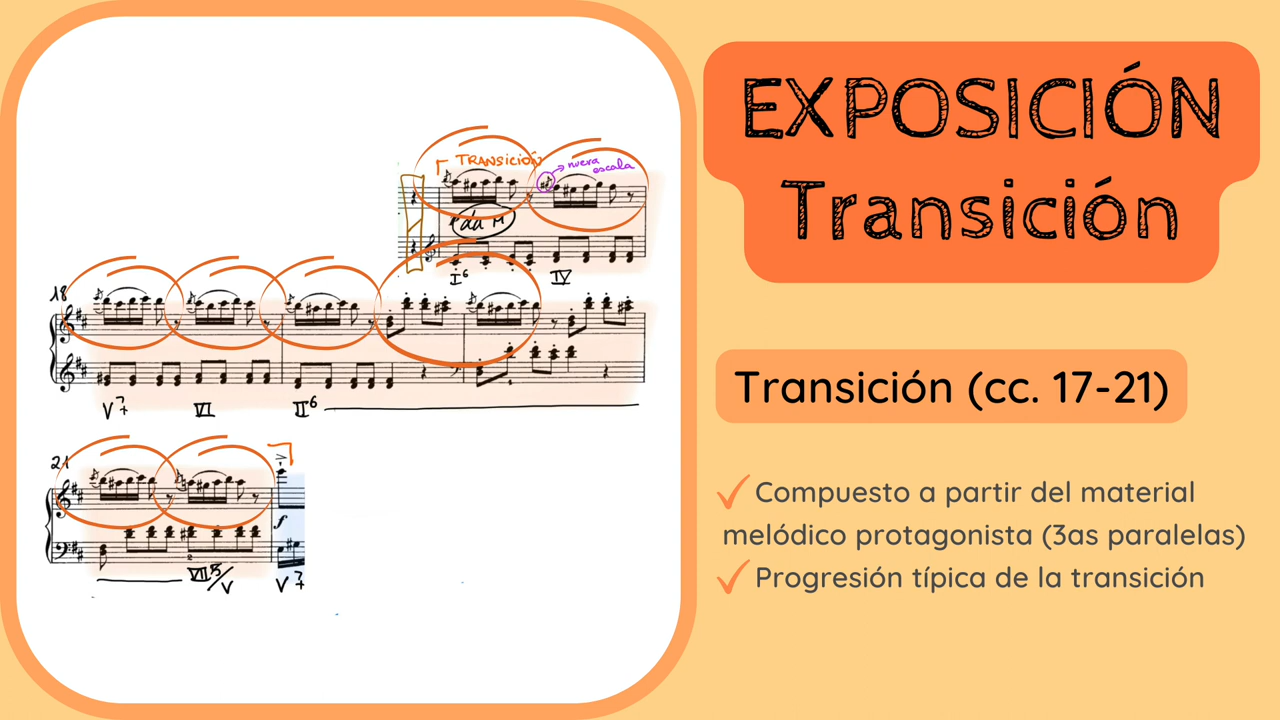 EXPOSICIÓN
Transición
Transición (cc. 17-21)
Compuesto a partir del material
melódico protagonista (3as paralelas)
Progresión típica de la transición
TRANSICIÓN
nueva
escala
I6 IV
18
V7 VI II6
21
f
V7